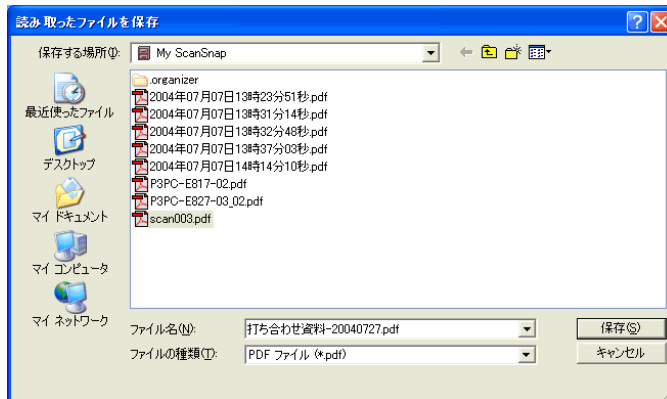 読み取ったファイルを保存
保存する場所(I):
My ScanSnap
最近使ったファイル
デスクトップ
マイ ドキュメント
マイ コンピュータ
マイ ネットワーク
.organizer
2004年07月07日13時23分51秒.pdf
2004年07月07日13時31分14秒.pdf
2004年07月07日13時32分48秒.pdf
2004年07月07日13時37分03秒.pdf
2004年07月07日14時14分10秒.pdf
P3PC-E817-02.pdf
P3PC-E827-03_02.pdf
scan003.pdf
ファイル名(N):
打ち合わせ資料-20040727.pdf
保存(S)
ファイルの種類(T):
PDF ファイル (*.pdf)
キャンセル